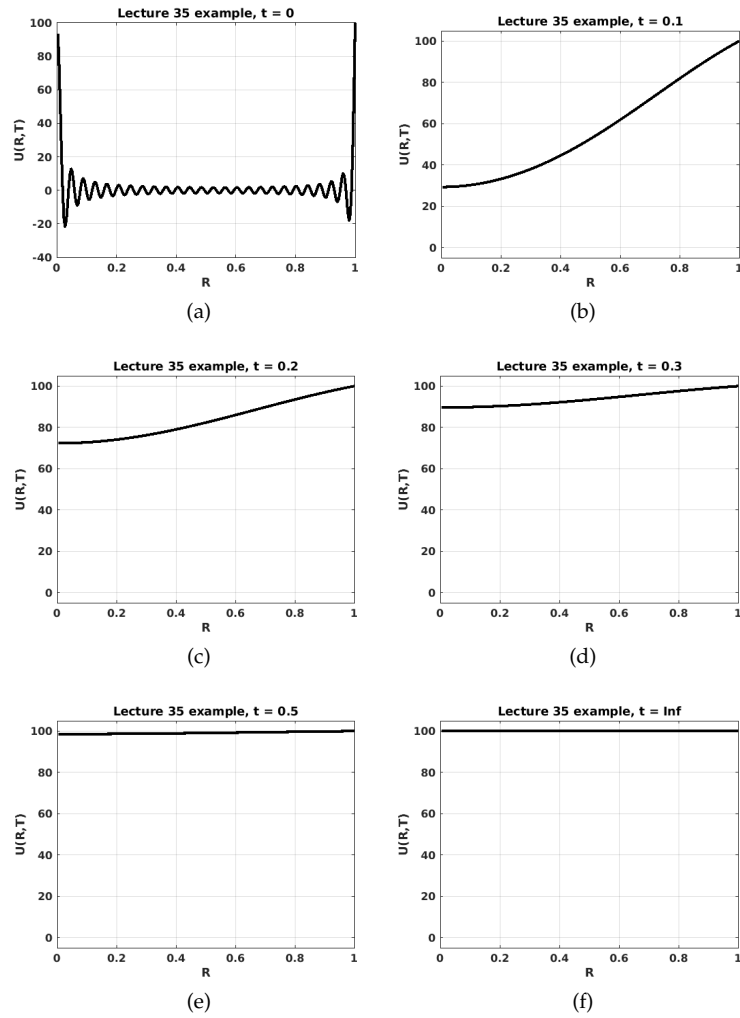 Lecture 35 example, t = 0
100
80
60
40
20
0
-20
-40
U(R,T)
0 0.2 0.4 0.6 0.8 1
R
(a)
Lecture 35 example, t = 0.1
100
80
60
40
20
0
U(R,T)
0 0.2 0.4 0.6 0.8 1
R
(b)
Lecture 35 example, t = 0.2
100
80
60
40
20
0
U(R,T)
0 0.2 0.4 0.6 0.8 1
R
(c)
Lecture 35 example, t = 0.3
100
80
60
40
20
0
U(R,T)
0 0.2 0.4 0.6 0.8 1
R
(d)
Lecture 35 example, t = 0.5
100
80
60
40
20
0
U(R,T)
0 0.2 0.4 0.6 0.8 1
R
(e)
Lecture 35 example, t = Inf
100
80
60
40
20
0
U(R,T)
0 0.2 0.4 0.6 0.8 1
R
(f)